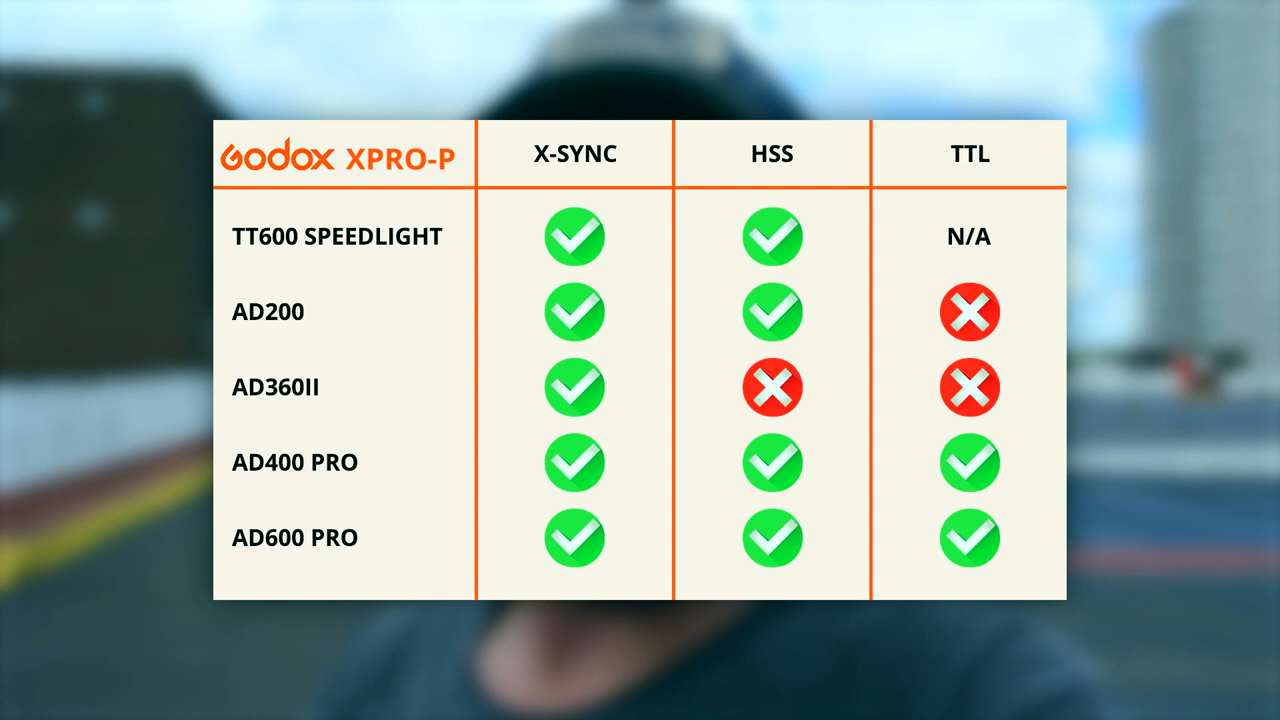 Godox XPRO-P X-SYNC HSS TTL
TT600 SPEEDLIGHT N/A
AD200
AD360II
AD400 PRO
AD600 PRO